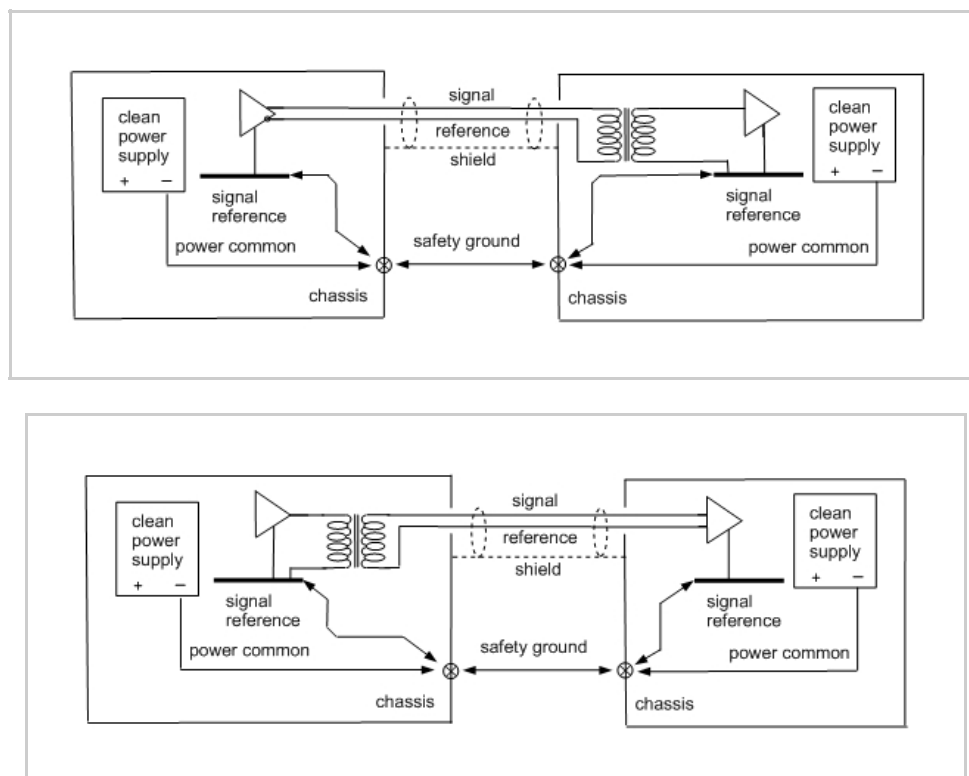 signal
clean
power
supply
+ −
reference
clean
power
supply
+ −
shield
signal
reference
signal
reference
power common
safety ground
power common
chassis
chassis
signal
clean
power
supply
+ −
reference
clean
power
supply
+ −
shield
signal
reference
signal
reference
power common
safety ground
power common
chassis
chassis